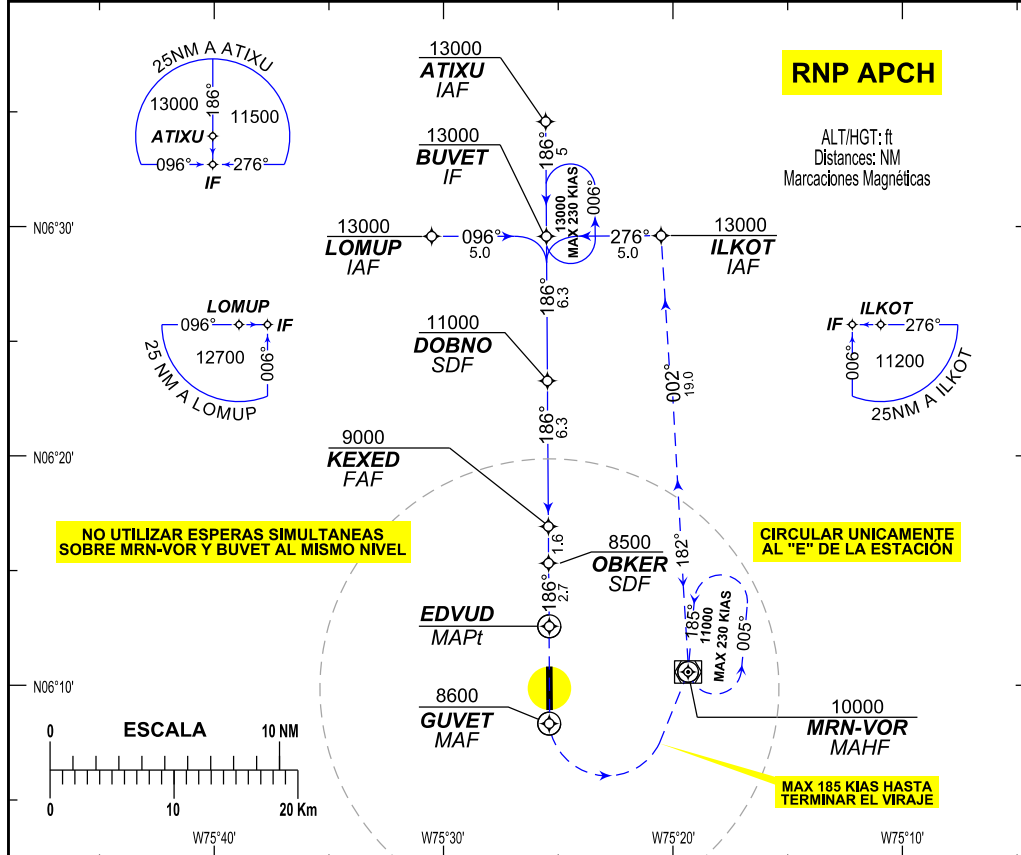 25NM A ATIXU
13000
186°
11500
ATIXU
096°
276°
IF
13000
ATIXU
IAF
RNP APCH
ALT/HGT: ft
Distances: NM
Marcaciones Magnéticas
186°
5
13000
BUVET
IF
13000
MAX 230 KIAS
006°
N06°30'
13000
LOMUP
IAF
096°
5.0
276°
5.0
13000
ILKOT
IAF
186°
6.3
LOMUP
096°
IF
12700
006°
25 NM A LOMUP
11000
DOBNO
SDF
ILKOT
IF
276°
11200
006°
25NM A ILKOT
002°
19.0
186°
6.3
N06°20'
9000
KEXED
FAF
NO UTILIZAR ESPERAS SIMULTANEAS
SOBRE MRN-VOR Y BUVET AL MISMO NIVEL
CIRCULAR UNICAMENTE
AL "E" DE LA ESTACIÓN
1.6
8500
OBKER
SDF
182°
186°
2.7
EDVUD
MAPt
185°
11000
MAX 230 KIAS
005°
N06°10'
8600
GUVET
MAF
10000
MRN-VOR
MAHF
0
ESCALA
10 NM
0
10
20 Km
MAX 185 KIAS HASTA
TERMINAR EL VIRAJE
W75°40'
W75°30'
W75°20'
W75°10'